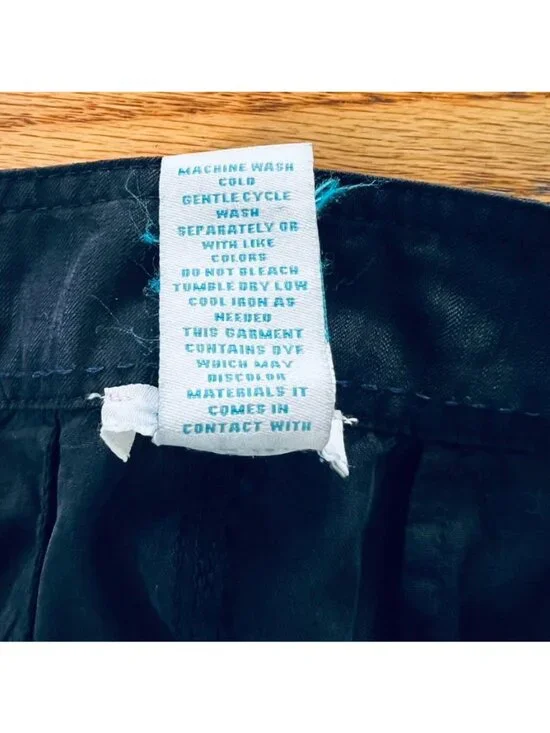 MACHINE WASH
COLD
GENTLE CYCLE
WASH
SEPARATELY OR
WITH LIKE
COLORS
DO NOT BLEACH
TUMBLE DRY LOW
COOL IRON AS
NEEDED
THIS GARMENT
CONTAINS DYE
WHICH MAY
DISCOLOR
MATERIALS IT
COMES IN
CONTACT WITH